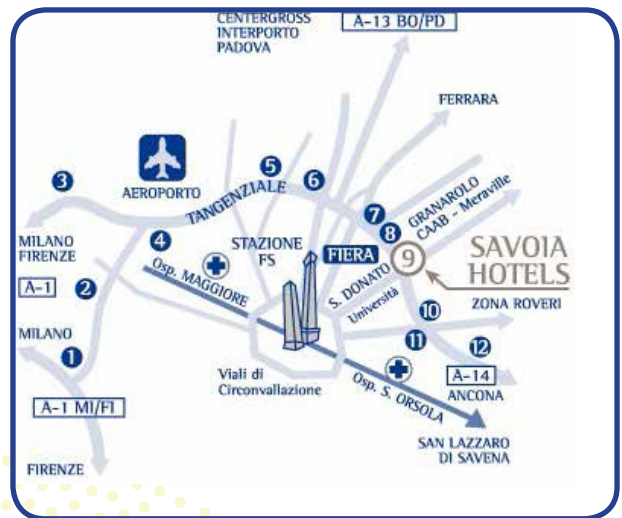 CENTERGROSS
INTERPORTO
PADOVA
A-13 BO/PD
FERRARA
AEROPORTO
3
5
6
TANGENZIALE
7
8
GRANAROLO
CAAB - Meraville
MILANO
FIRENZE
A-1
2
4
STAZIONE
FS
FIERA
9
SAVOIA
HOTELS
Osp. MAGGIORE
S. DONATO
Università
10
ZONA ROVERI
MILANO
1
11
12
Viali di
Circonvallazione
A-14
ANCONA
A-1 MI/FI
Osp. S. ORSOLA
FIRENZE
SAN LAZZARO
DI SAVENA